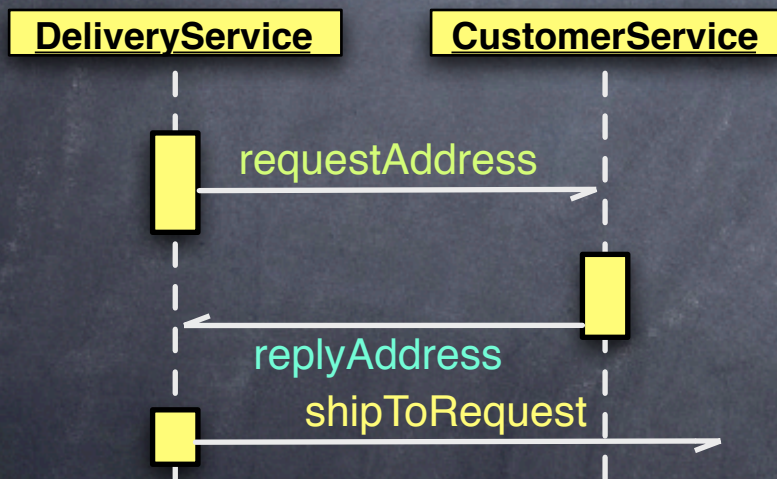 DeliveryService
CustomerService
requestAddress
replyAddress
shipToRequest